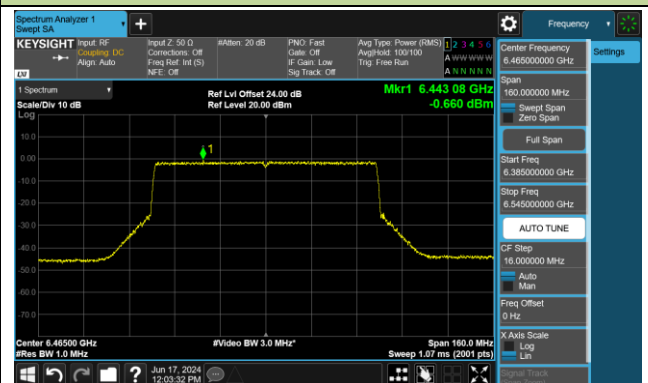 Spectrum Analyzer 1
Swept SA
+
Frequency
KEYSIGHT
Input: RF
Coupling: DC
Align: Auto
Input Z: 50 Ω
Corrections: Off
Freq Ref: Int (S)
NFE: Off
#Atten: 20 dB
PNO: Fast
Gate: Off
IF Gain: Low
Sig Track: Off
Avg Type: Power (RMS)
Avg|Hold: 100/100
Trig: Free Run
1 2 3 4 5 6
A W W W W W
A N N N N N
LXI
Center Frequency
6.465000000 GHz
Settings
Span
160.000000 MHz
Swept Span
Zero Span
Full Span
Start Freq
6.385000000 GHz
Stop Freq
6.545000000 GHz
AUTO TUNE
CF Step
16.000000 MHz
Auto
Man
Freq Offset
0 Hz
X Axis Scale
Log
Lin
Signal Track
1 Spectrum
Scale/Div 10 dB
Log
Ref Lvl Offset 24.00 dB
Ref Level 20.00 dBm
Mkr1 6.443 08 GHz
-0.660 dBm
1
10.0
0.00
-10.0
-20.0
-30.0
-40.0
-50.0
-60.0
-70.0
Center 6.46500 GHz
#Res BW 1.0 MHz
#Video BW 3.0 MHz*
Span 160.0 MHz
Sweep 1.07 ms (2001 pts)
?
Jun 17, 2024
12:03:32 PM